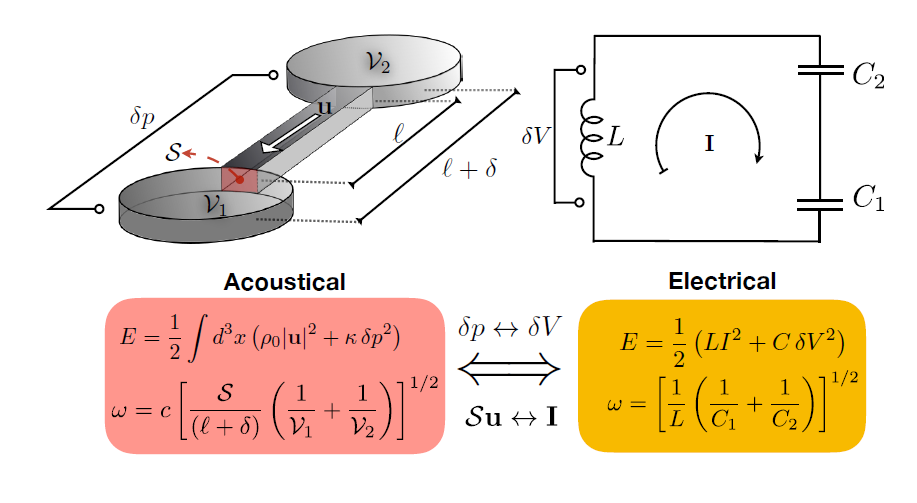 𝒱₂
δp
u
ℓ
𝒮
ℓ + δ
𝒱₁
δV
L
I
C₂
C₁
Acoustical
E = 1/2 ∫ d³x (ρ₀|u|² + κ δp²)
ω = c [ 𝒮/(ℓ + δ) ( 1/𝒱₁ + 1/𝒱₂ ) ]^1/2
δp ↔ δV
⟺
𝒮u ↔ I
Electrical
E = 1/2 (LI² + C δV²)
ω = [ 1/L ( 1/C₁ + 1/C₂ ) ]^1/2